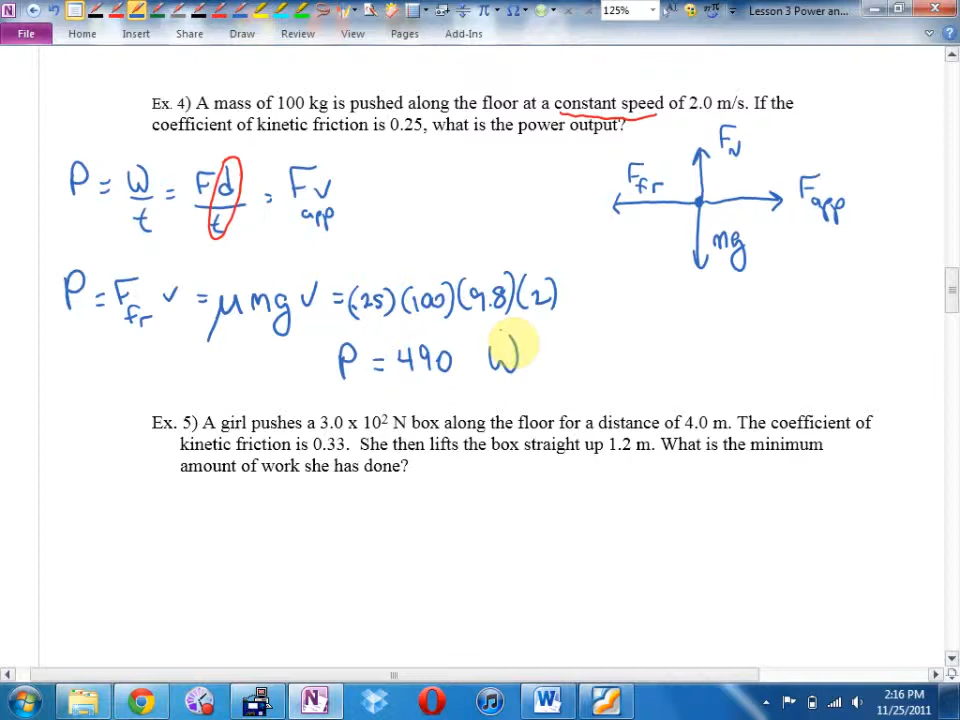 125%
Lesson 3 Power an...
File Home Insert Share Draw Review View Pages Add-Ins
Ex. 4) A mass of 100 kg is pushed along the floor at a constant speed of 2.0 m/s. If the
coefficient of kinetic friction is 0.25, what is the power output?
P = W/t = Fd/t = F app v
F N
F fr
F app
mg
P = F fr v = μmgv = (.25)(100)(9.8)(2)
P = 490 W
Ex. 5) A girl pushes a 3.0 x 10² N box along the floor for a distance of 4.0 m. The coefficient of
kinetic friction is 0.33. She then lifts the box straight up 1.2 m. What is the minimum
amount of work she has done?
2:16 PM
11/25/2011